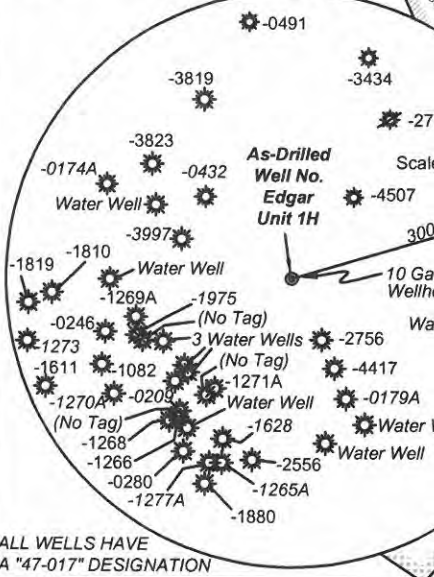 -0491
-3434
-3819
-27
-3823
As-Drilled
Well No.
Edgar
Unit 1H
Scale
-0174A
-0432
Water Well
-4507
-3997
300
-1810
Water Well
-1819
10 Ga
Wellhe
-1269A
-1975
(No Tag)
Wa
-0246
3 Water Wells
-2756
-1273
(No Tag)
-1611
-1082
-4417
-1271A
-0209
-1270A
-0179A
(No Tag)
Water Well
Water W
-1268
-1628
-1266
Water Well
-0280
-2556
-1277A
-1265A
-1880
ALL WELLS HAVE
A "47-017" DESIGNATION